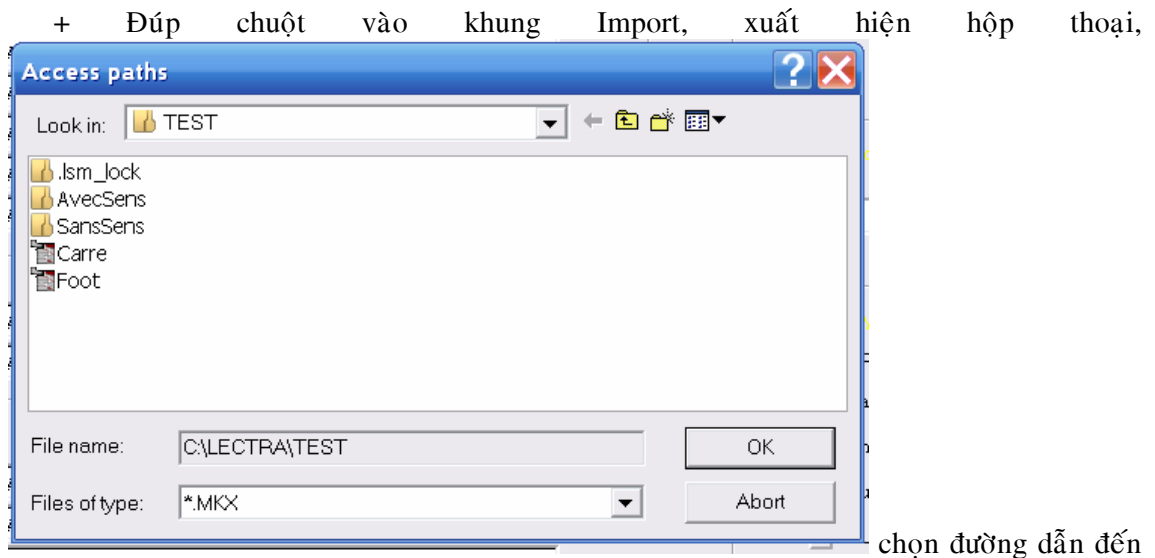 + Đúp chuột vào khung Import, xuất hiện hộp thoại,
Access paths
Look in: TEST
.lsm_lock
AvecSens
SansSens
Carre
Foot
File name: C:\LECTRA\TEST OK
Files of type: *.MKX Abort
chọn đường dẫn đến